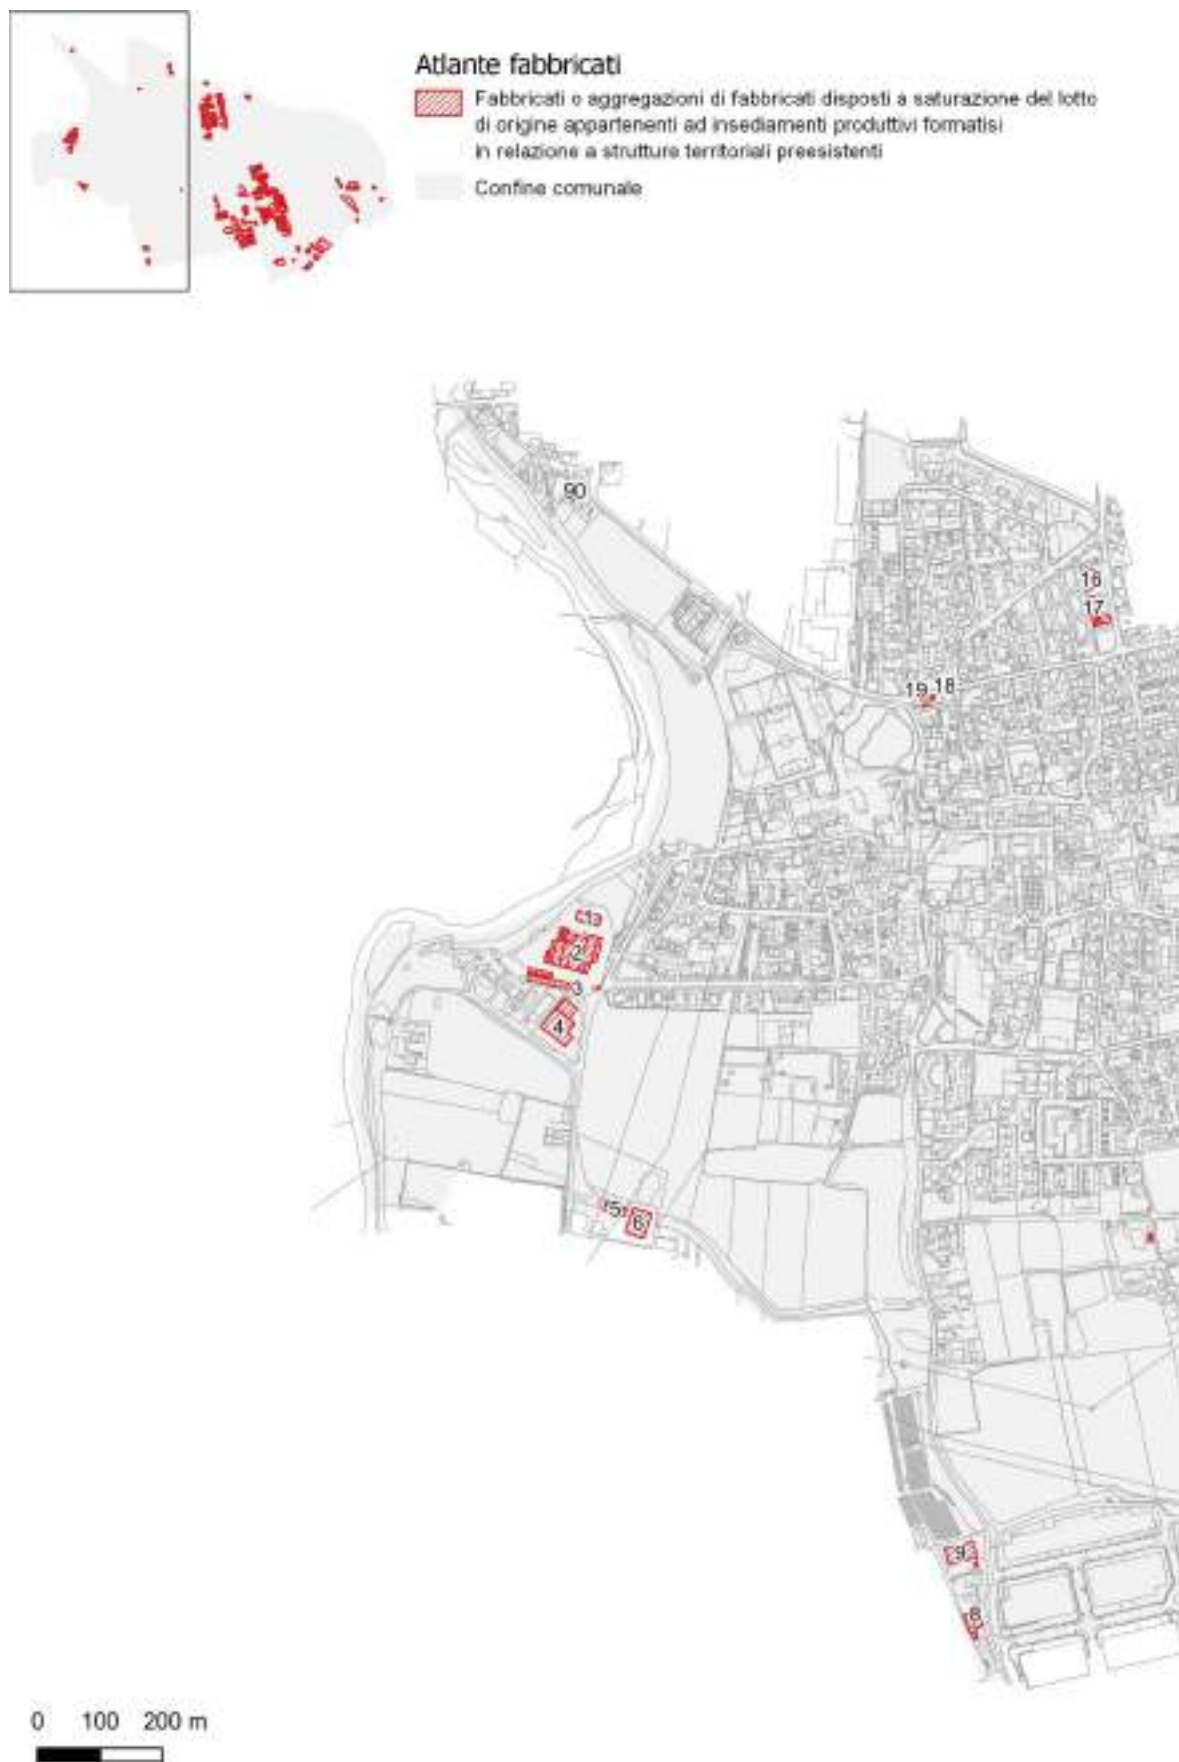 Atlante fabbricati
Fabbricati o aggregazioni di fabbricati disposti a saturazione del lotto
di origine appartenenti ad insediamenti produttivi formatisi
in relazione a strutture territoriali preesistenti
Confine comunale
90
16
17
19 18
2
3
4
5 6
9
8
0 100 200 m